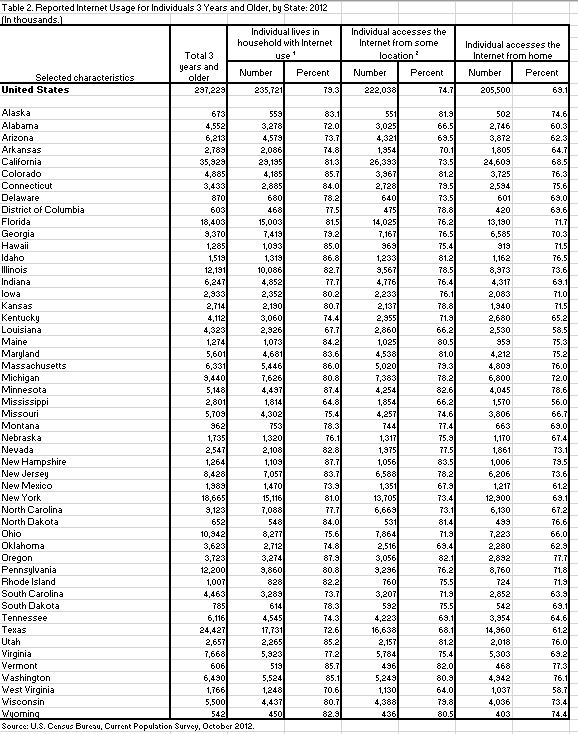 Table 2. Reported Internet Usage for Individuals 3 Years and Older, by State: 2012
(In thousands.)
Selected characteristics Total 3 years and older Individual lives in household with Internet use ¹ Individual accesses the Internet from some location ² Individual accesses the Internet from home
Number Percent Number Percent Number Percent
United States 297,229 235,721 79.3 222,038 74.7 205,500 69.1
Alaska 673 559 83.1 551 81.9 502 74.6
Alabama 4,552 3,278 72.0 3,025 66.5 2,746 60.3
Arizona 6,213 4,579 73.7 4,321 69.5 3,872 62.3
Arkansas 2,789 2,086 74.8 1,954 70.1 1,805 64.7
California 35,929 29,195 81.3 26,393 73.5 24,609 68.5
Colorado 4,885 4,185 85.7 3,967 81.2 3,725 76.3
Connecticut 3,433 2,885 84.0 2,728 79.5 2,594 75.6
Delaware 870 680 78.2 640 73.5 601 69.0
District of Columbia 603 468 77.5 475 78.8 420 69.6
Florida 18,403 15,003 81.5 14,025 76.2 13,190 71.7
Georgia 9,370 7,419 79.2 7,167 76.5 6,585 70.3
Hawaii 1,285 1,093 85.0 969 75.4 919 71.5
Idaho 1,519 1,319 86.8 1,233 81.2 1,162 76.5
Illinois 12,191 10,086 82.7 9,567 78.5 8,973 73.6
Indiana 6,247 4,852 77.7 4,776 76.4 4,317 69.1
Iowa 2,933 2,352 80.2 2,233 76.1 2,083 71.0
Kansas 2,714 2,190 80.7 2,137 78.8 1,940 71.5
Kentucky 4,112 3,060 74.4 2,955 71.9 2,680 65.2
Louisiana 4,323 2,926 67.7 2,860 66.2 2,530 58.5
Maine 1,274 1,073 84.2 1,025 80.5 959 75.3
Maryland 5,601 4,681 83.6 4,538 81.0 4,212 75.2
Massachusetts 6,331 5,446 86.0 5,020 79.3 4,809 76.0
Michigan 9,440 7,626 80.8 7,383 78.2 6,800 72.0
Minnesota 5,148 4,497 87.4 4,254 82.6 4,045 78.6
Mississippi 2,801 1,814 64.8 1,854 66.2 1,570 56.0
Missouri 5,709 4,302 75.4 4,257 74.6 3,806 66.7
Montana 962 753 78.3 744 77.4 663 69.0
Nebraska 1,735 1,320 76.1 1,317 75.9 1,170 67.4
Nevada 2,547 2,108 82.8 1,975 77.5 1,861 73.1
New Hampshire 1,264 1,109 87.7 1,056 83.5 1,006 79.5
New Jersey 8,428 7,057 83.7 6,588 78.2 6,206 73.6
New Mexico 1,989 1,470 73.9 1,351 67.9 1,217 61.2
New York 18,665 15,116 81.0 13,705 73.4 12,900 69.1
North Carolina 9,123 7,088 77.7 6,669 73.1 6,130 67.2
North Dakota 652 548 84.0 531 81.4 499 76.6
Ohio 10,942 8,277 75.6 7,864 71.9 7,223 66.0
Oklahoma 3,623 2,712 74.8 2,516 69.4 2,280 62.9
Oregon 3,723 3,274 87.9 3,056 82.1 2,892 77.7
Pennsylvania 12,200 9,860 80.8 9,296 76.2 8,760 71.8
Rhode Island 1,007 828 82.2 760 75.5 724 71.9
South Carolina 4,463 3,289 73.7 3,207 71.9 2,852 63.9
South Dakota 785 614 78.3 592 75.5 542 69.1
Tennessee 6,116 4,545 74.3 4,223 69.1 3,954 64.6
Texas 24,427 17,731 72.6 16,638 68.1 14,960 61.2
Utah 2,657 2,265 85.2 2,157 81.2 2,018 76.0
Virginia 7,668 5,923 77.2 5,784 75.4 5,303 69.2
Vermont 606 519 85.7 496 82.0 468 77.3
Washington 6,490 5,524 85.1 5,249 80.9 4,942 76.1
West Virginia 1,766 1,248 70.6 1,130 64.0 1,037 58.7
Wisconsin 5,500 4,437 80.7 4,388 79.8 4,036 73.4
Wyoming 542 450 82.9 436 80.5 403 74.4
Source: U.S. Census Bureau, Current Population Survey, October 2012.